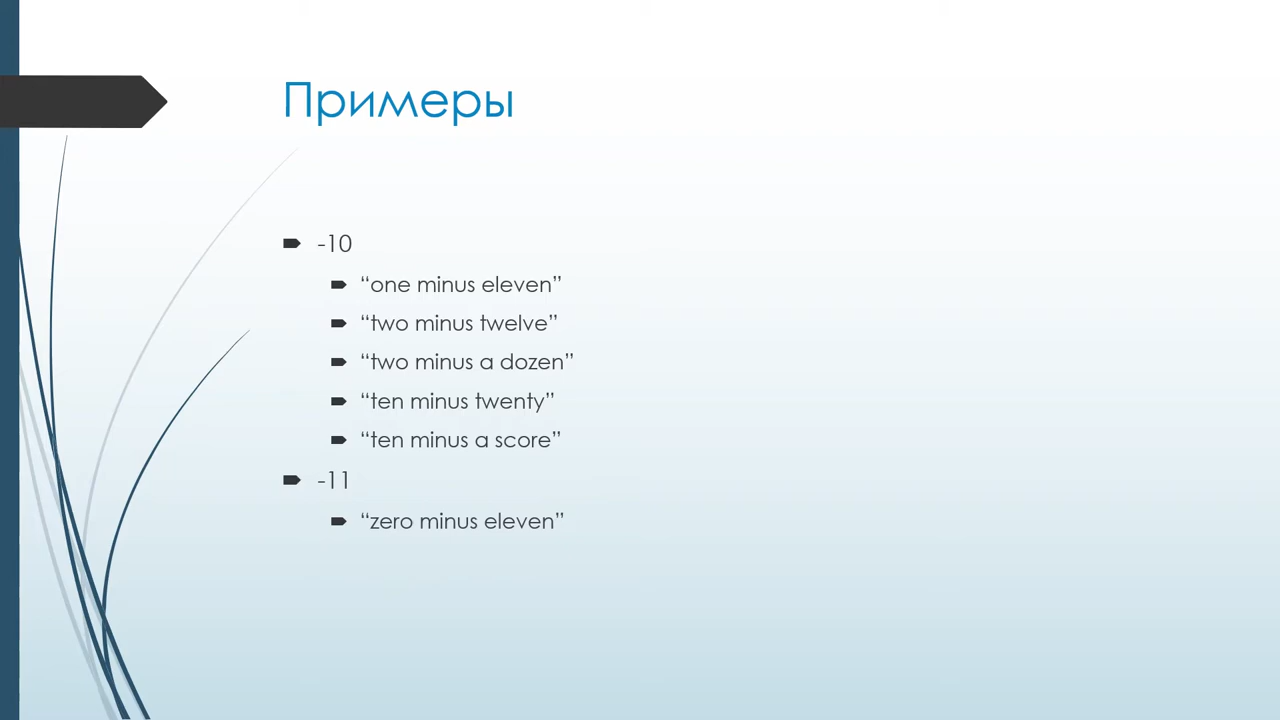 Примеры
-10
“one minus eleven”
“two minus twelve”
“two minus a dozen”
“ten minus twenty”
“ten minus a score”
-11
“zero minus eleven”